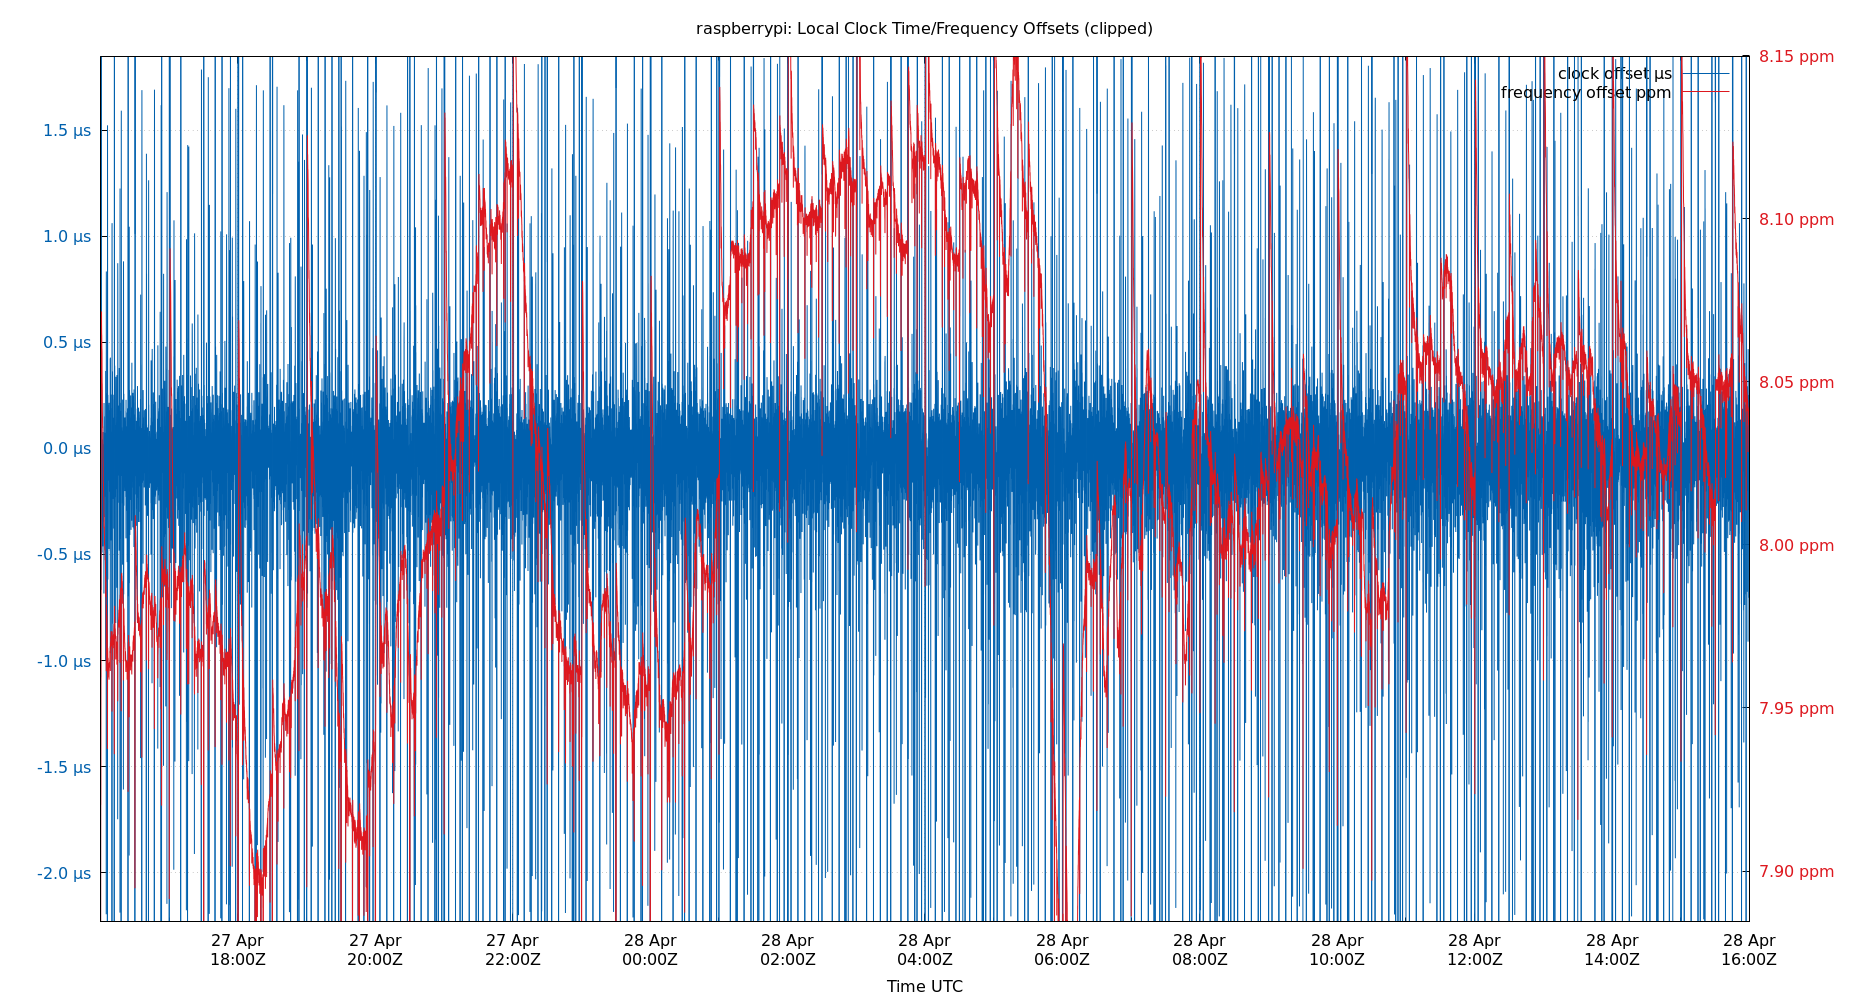 raspberrypi: Local Clock Time/Frequency Offsets (clipped)
8.15 ppm
clock offset µs
frequency offset ppm
1.5 µs
8.10 ppm
1.0 µs
0.5 µs
8.05 ppm
0.0 µs
-0.5 µs
8.00 ppm
-1.0 µs
7.95 ppm
-1.5 µs
-2.0 µs
7.90 ppm
27 Apr 27 Apr 27 Apr 28 Apr 28 Apr 28 Apr 28 Apr 28 Apr 28 Apr 28 Apr 28 Apr 28 Apr
18:00Z 20:00Z 22:00Z 00:00Z 02:00Z 04:00Z 06:00Z 08:00Z 10:00Z 12:00Z 14:00Z 16:00Z
Time UTC